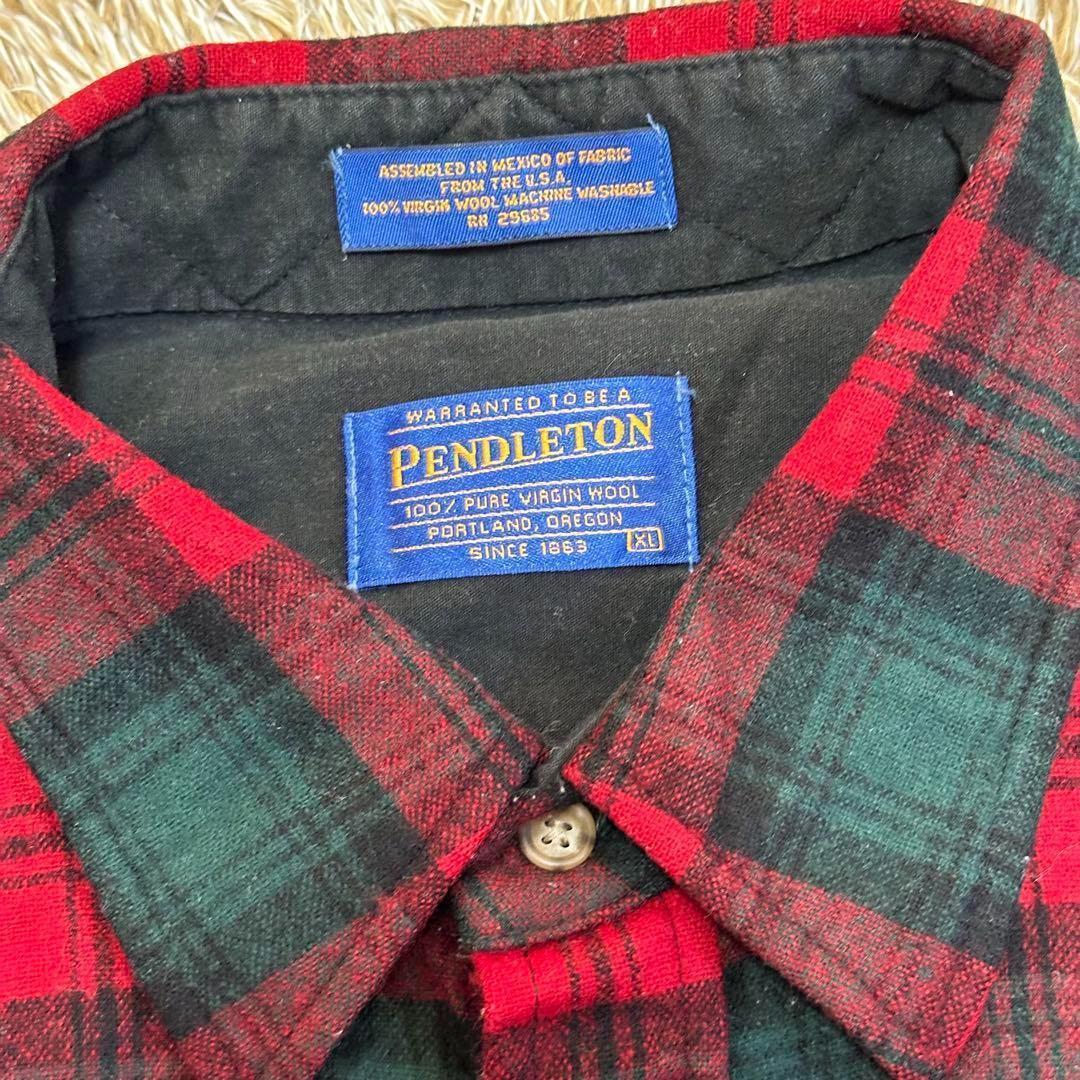 ASSEMBLED IN MEXICO OF FABRIC
FROM THE U.S.A.
100% VIRGIN WOOL MACHINE WASHABLE
RN 29685
WARRANTED TO BE A
PENDLETON
100% PURE VIRGIN WOOL
PORTLAND, OREGON
SINCE 1863 XL